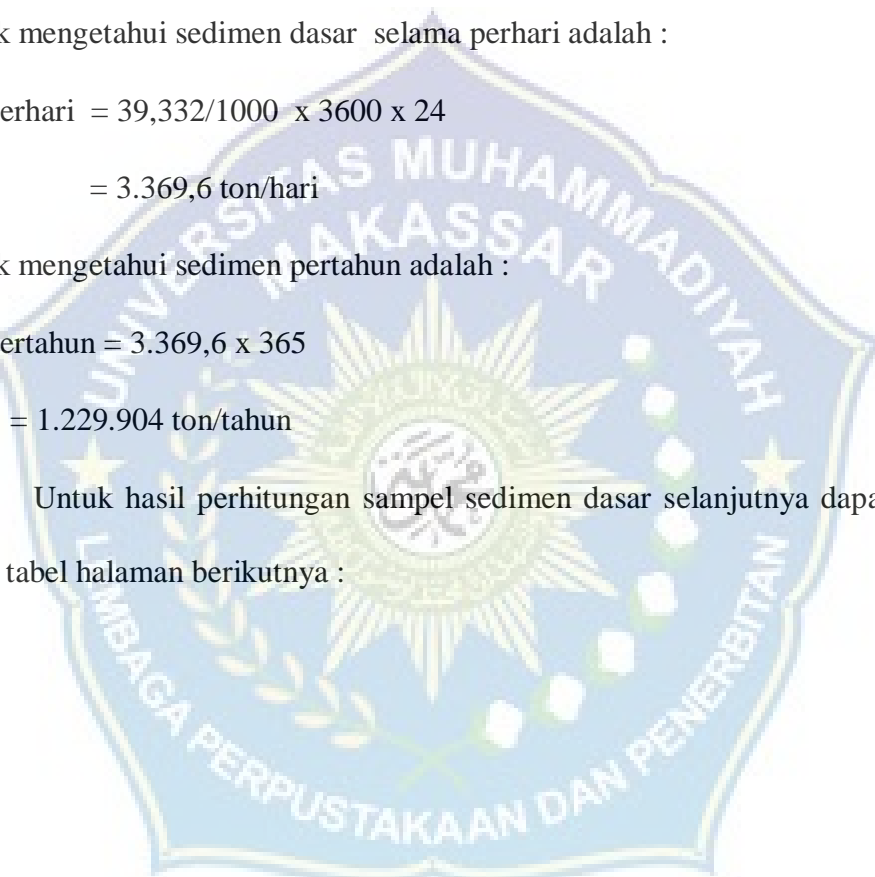 k mengetahui sedimen dasar selama perhari adalah :
erhari = 39,332/1000 x 3600 x 24
= 3.369,6 ton/hari
k mengetahui sedimen pertahun adalah :
ertahun = 3.369,6 x 365
= 1.229.904 ton/tahun
Untuk hasil perhitungan sampel sedimen dasar selanjutnya dapa
tabel halaman berikutnya :
UNIVERSITAS MUHAMMADIYAH
MAKASSAR
LEMBAGA PERPUSTAKAAN DAN PENERBITAN